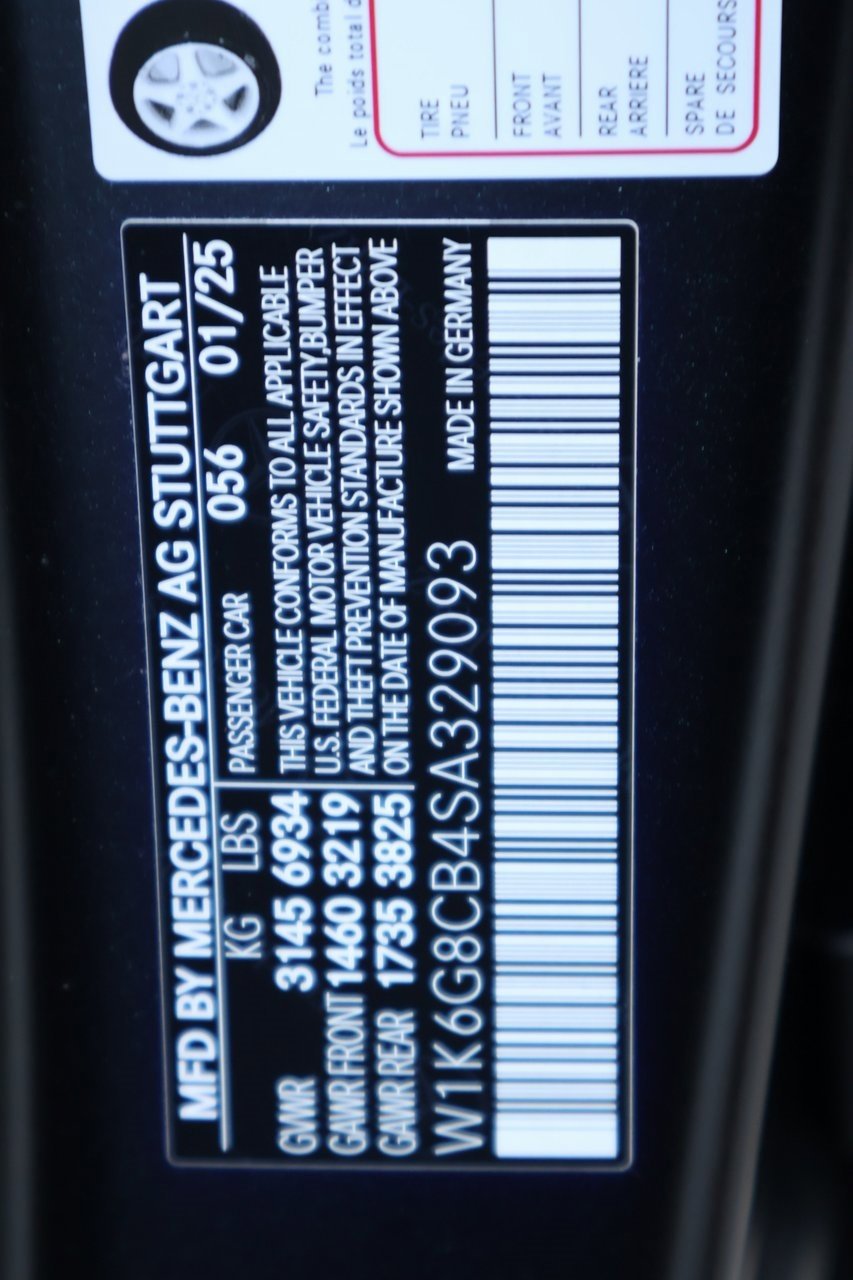 The comb
Le poids total d
TIRE
PNEU
FRONT
AVANT
REAR
ARRIERE
SPARE
DE SECOURS
MFD BY MERCEDES-BENZ AG STUTTGART
KG LBS PASSENGER CAR 056 01/25
GVWR 3145 6934 THIS VEHICLE CONFORMS TO ALL APPLICABLE
U.S. FEDERAL MOTOR VEHICLE SAFETY,BUMPER
GAWR FRONT 1460 3219 AND THEFT PREVENTION STANDARDS IN EFFECT
GAWR REAR 1735 3825 ON THE DATE OF MANUFACTURE SHOWN ABOVE
W1K6G8CB4SA329093 MADE IN GERMANY